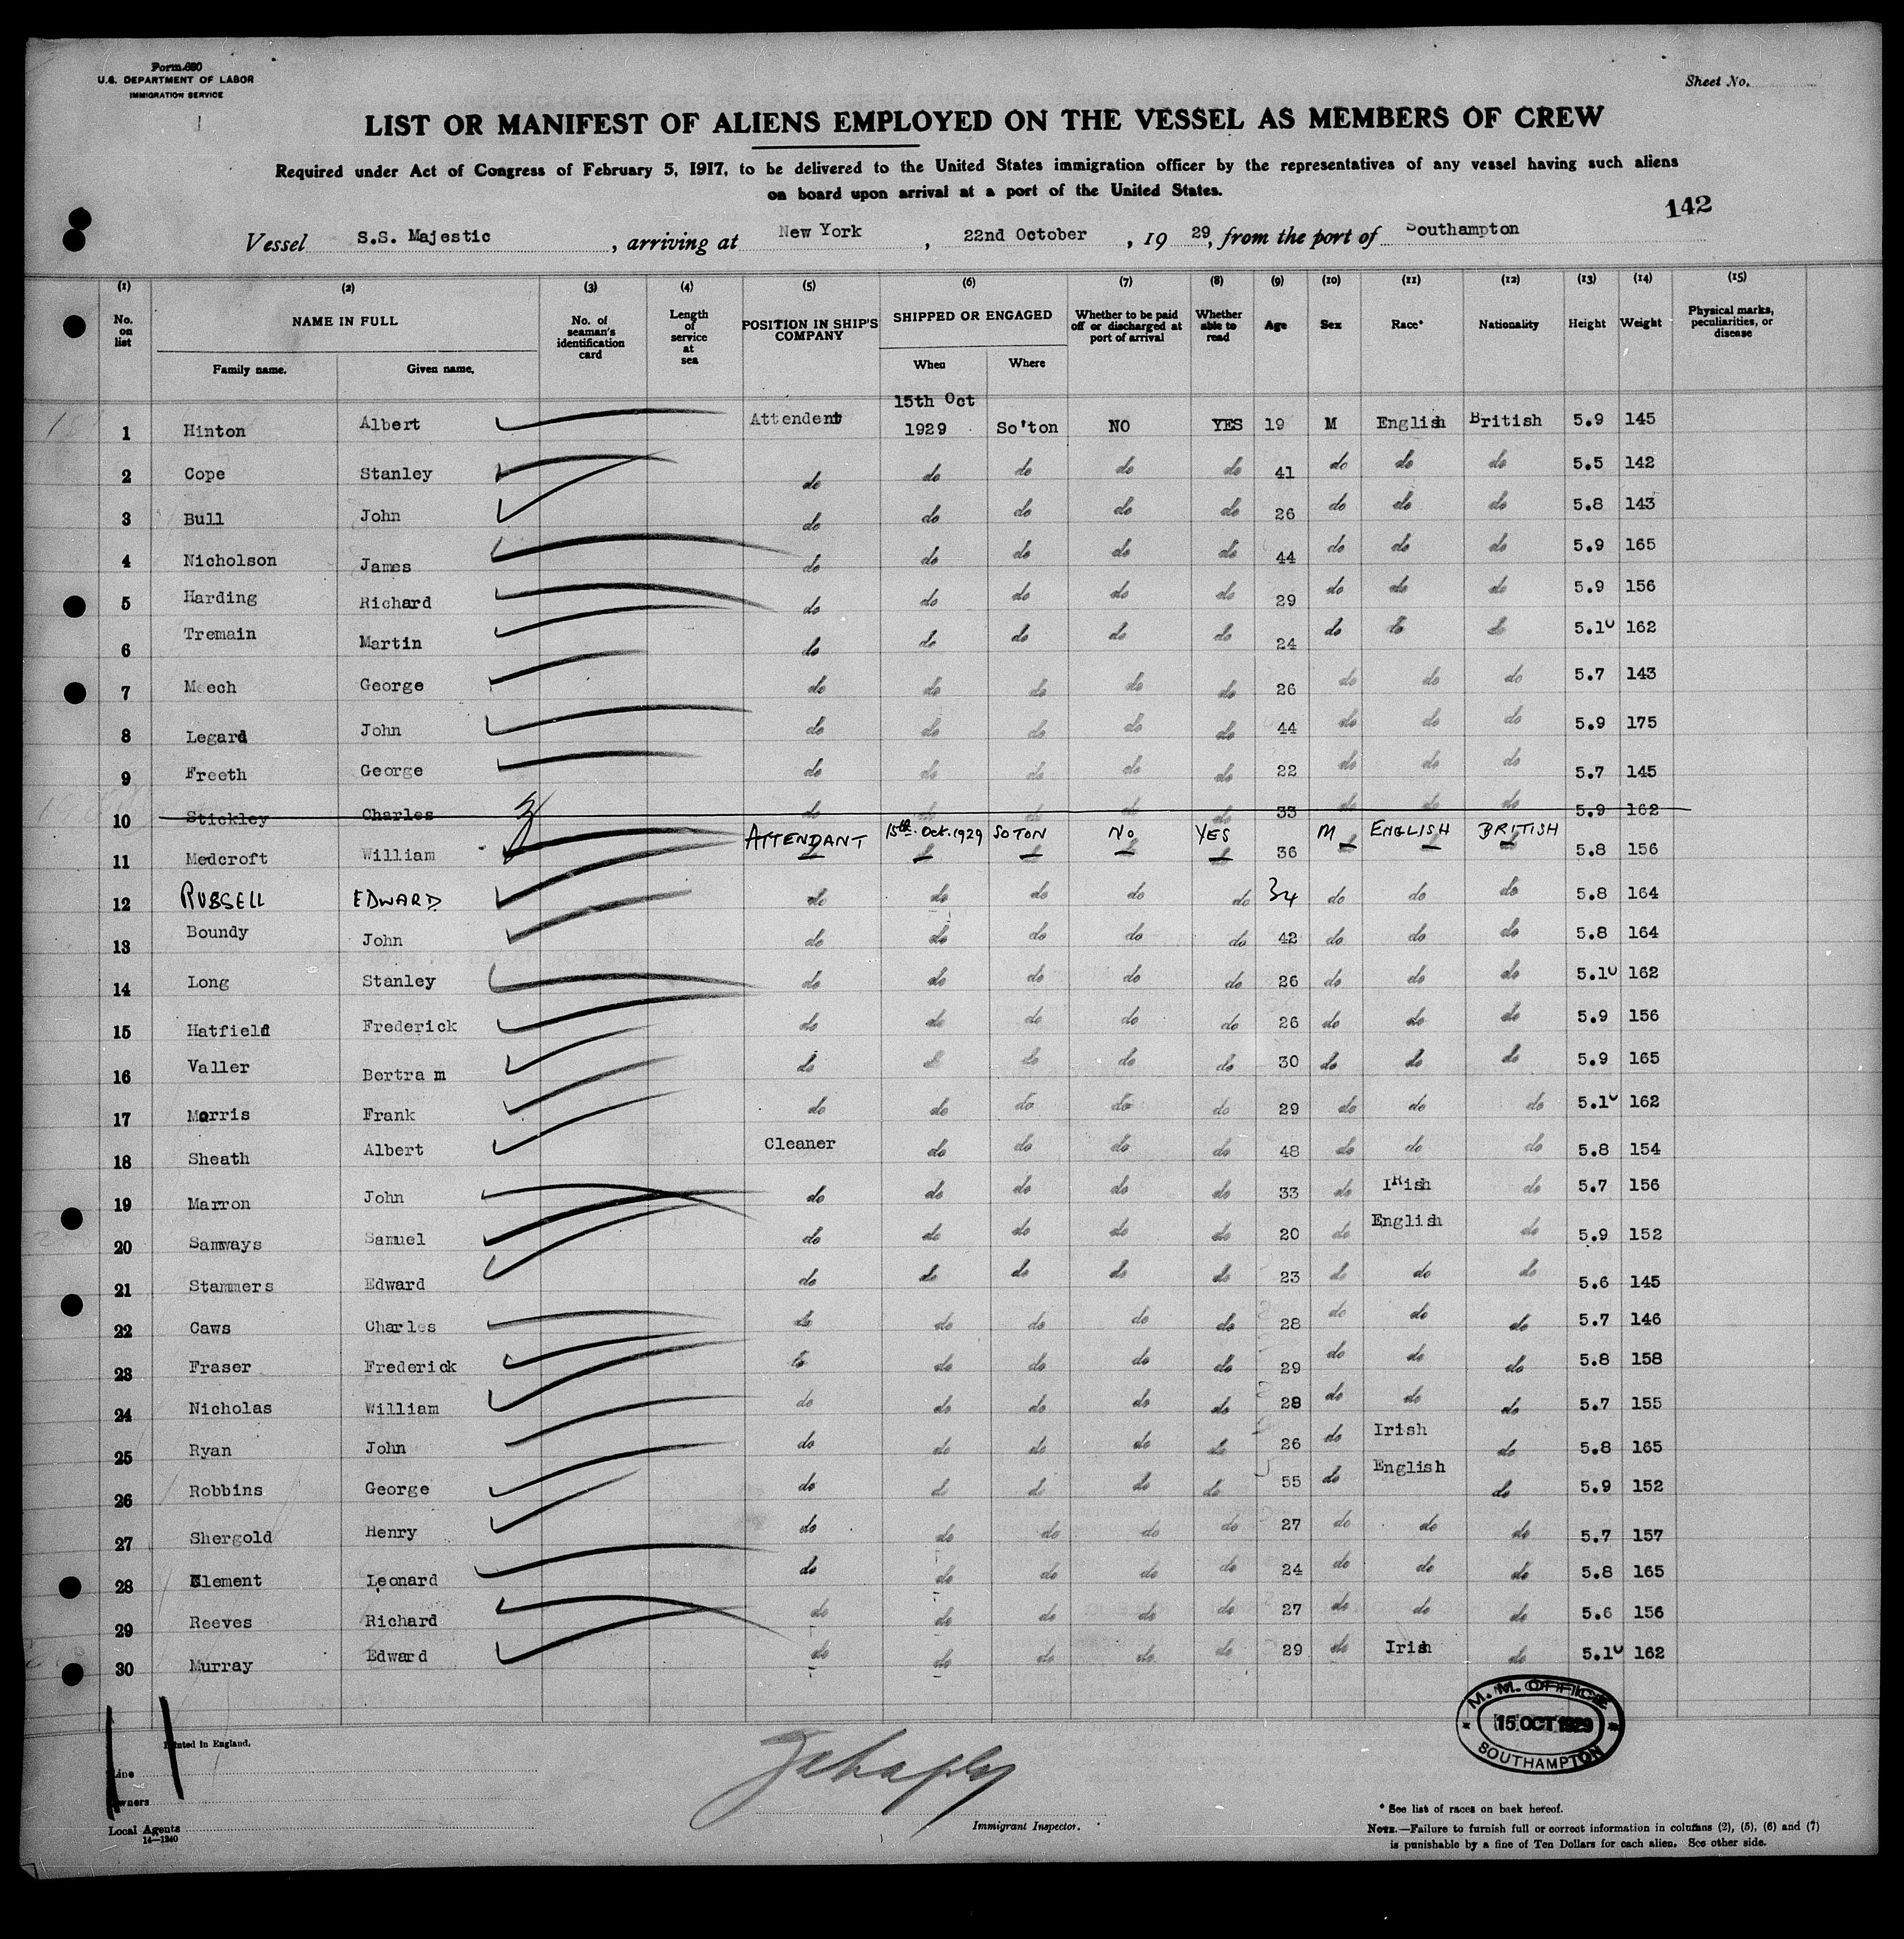 Form 680
U.S. DEPARTMENT OF LABOR
IMMIGRATION SERVICE
Sheet No.
LIST OR MANIFEST OF ALIENS EMPLOYED ON THE VESSEL AS MEMBERS OF CREW
Required under Act of Congress of February 5, 1917, to be delivered to the United States immigration officer by the representatives of any vessel having such aliens
on board upon arrival at a port of the United States.
142
Vessel S.S. Majestic, arriving at New York, 22nd October, 19 29, from the port of Southampton
(1) (2) (3) (4) (5) (6) (7) (8) (9) (10) (11) (12) (13) (14) (15)
No. on list NAME IN FULL Family name. Given name. No. of seaman's identification card Length of service at sea POSITION IN SHIP'S COMPANY SHIPPED OR ENGAGED When Where Whether to be paid off or discharged at port of arrival Whether able to read Age Sex Race* Nationality Height Weight Physical marks, peculiarities, or disease
1 Hinton Albert Attendent 15th Oct 1929 So'ton NO YES 19 M English British 5.9 145
2 Cope Stanley do do do do do 41 do do do 5.5 142
3 Bull John do do do do do 26 do do do 5.8 143
4 Nicholson James do do do do do 44 do do do 5.9 165
5 Harding Richard do do do do do 29 do do do 5.9 156
6 Tremain Martin do do do do do 24 do do do 5.10 162
7 Meech George do do do do do 26 do do do 5.7 143
8 Legard John do do do do do 44 do do do 5.9 175
9 Freeth George do do do do do 22 do do do 5.7 145
10 Stickley Charles do do do do do 33 do do do 5.9 162
11 Medcroft William ATTENDANT 15th Oct. 1929 SOTON No YES 36 M ENGLISH BRITISH 5.8 156
12 RUSSELL EDWARD do do do do do 34 do do do 5.8 164
13 Boundy John do do do do do 42 do do do 5.8 164
14 Long Stanley do do do do do 26 do do do 5.10 162
15 Hatfield Frederick do do do do do 26 do do do 5.9 156
16 Valler Bertra m do do do do do 30 do do do 5.9 165
17 Morris Frank do do do do do 29 do do do 5.10 162
18 Sheath Albert Cleaner do do do do 48 do do do 5.8 154
19 Marron John do do do do do 33 do IRish do 5.7 156
20 Samways Samuel do do do do do 20 do English do 5.9 152
21 Stammers Edward do do do do do 23 do do do 5.6 145
22 Caws Charles do do do do do 28 do do do 5.7 146
23 Fraser Frederick do do do do do 29 do do do 5.8 158
24 Nicholas William do do do do do 28 do do do 5.7 155
25 Ryan John do do do do do 26 do Irish do 5.8 165
26 Robbins George do do do do do 55 do English do 5.9 152
27 Shergold Henry do do do do do 27 do do do 5.7 157
28 Clement Leonard do do do do do 24 do do do 5.8 165
29 Reeves Richard do do do do do 27 do do do 5.6 156
30 Murray Edward do do do do do 29 do Irish do 5.10 162
M. M. OFFICE
15 OCT 1929
SOUTHAMPTON
Printed in England.
Line
Owners
Local Agents
14—1240
Immigrant Inspector.
* See list of races on back hereof.
NOTE.—Failure to furnish full or correct information in columns (2), (5), (6) and (7)
is punishable by a fine of Ten Dollars for each alien. See other side.